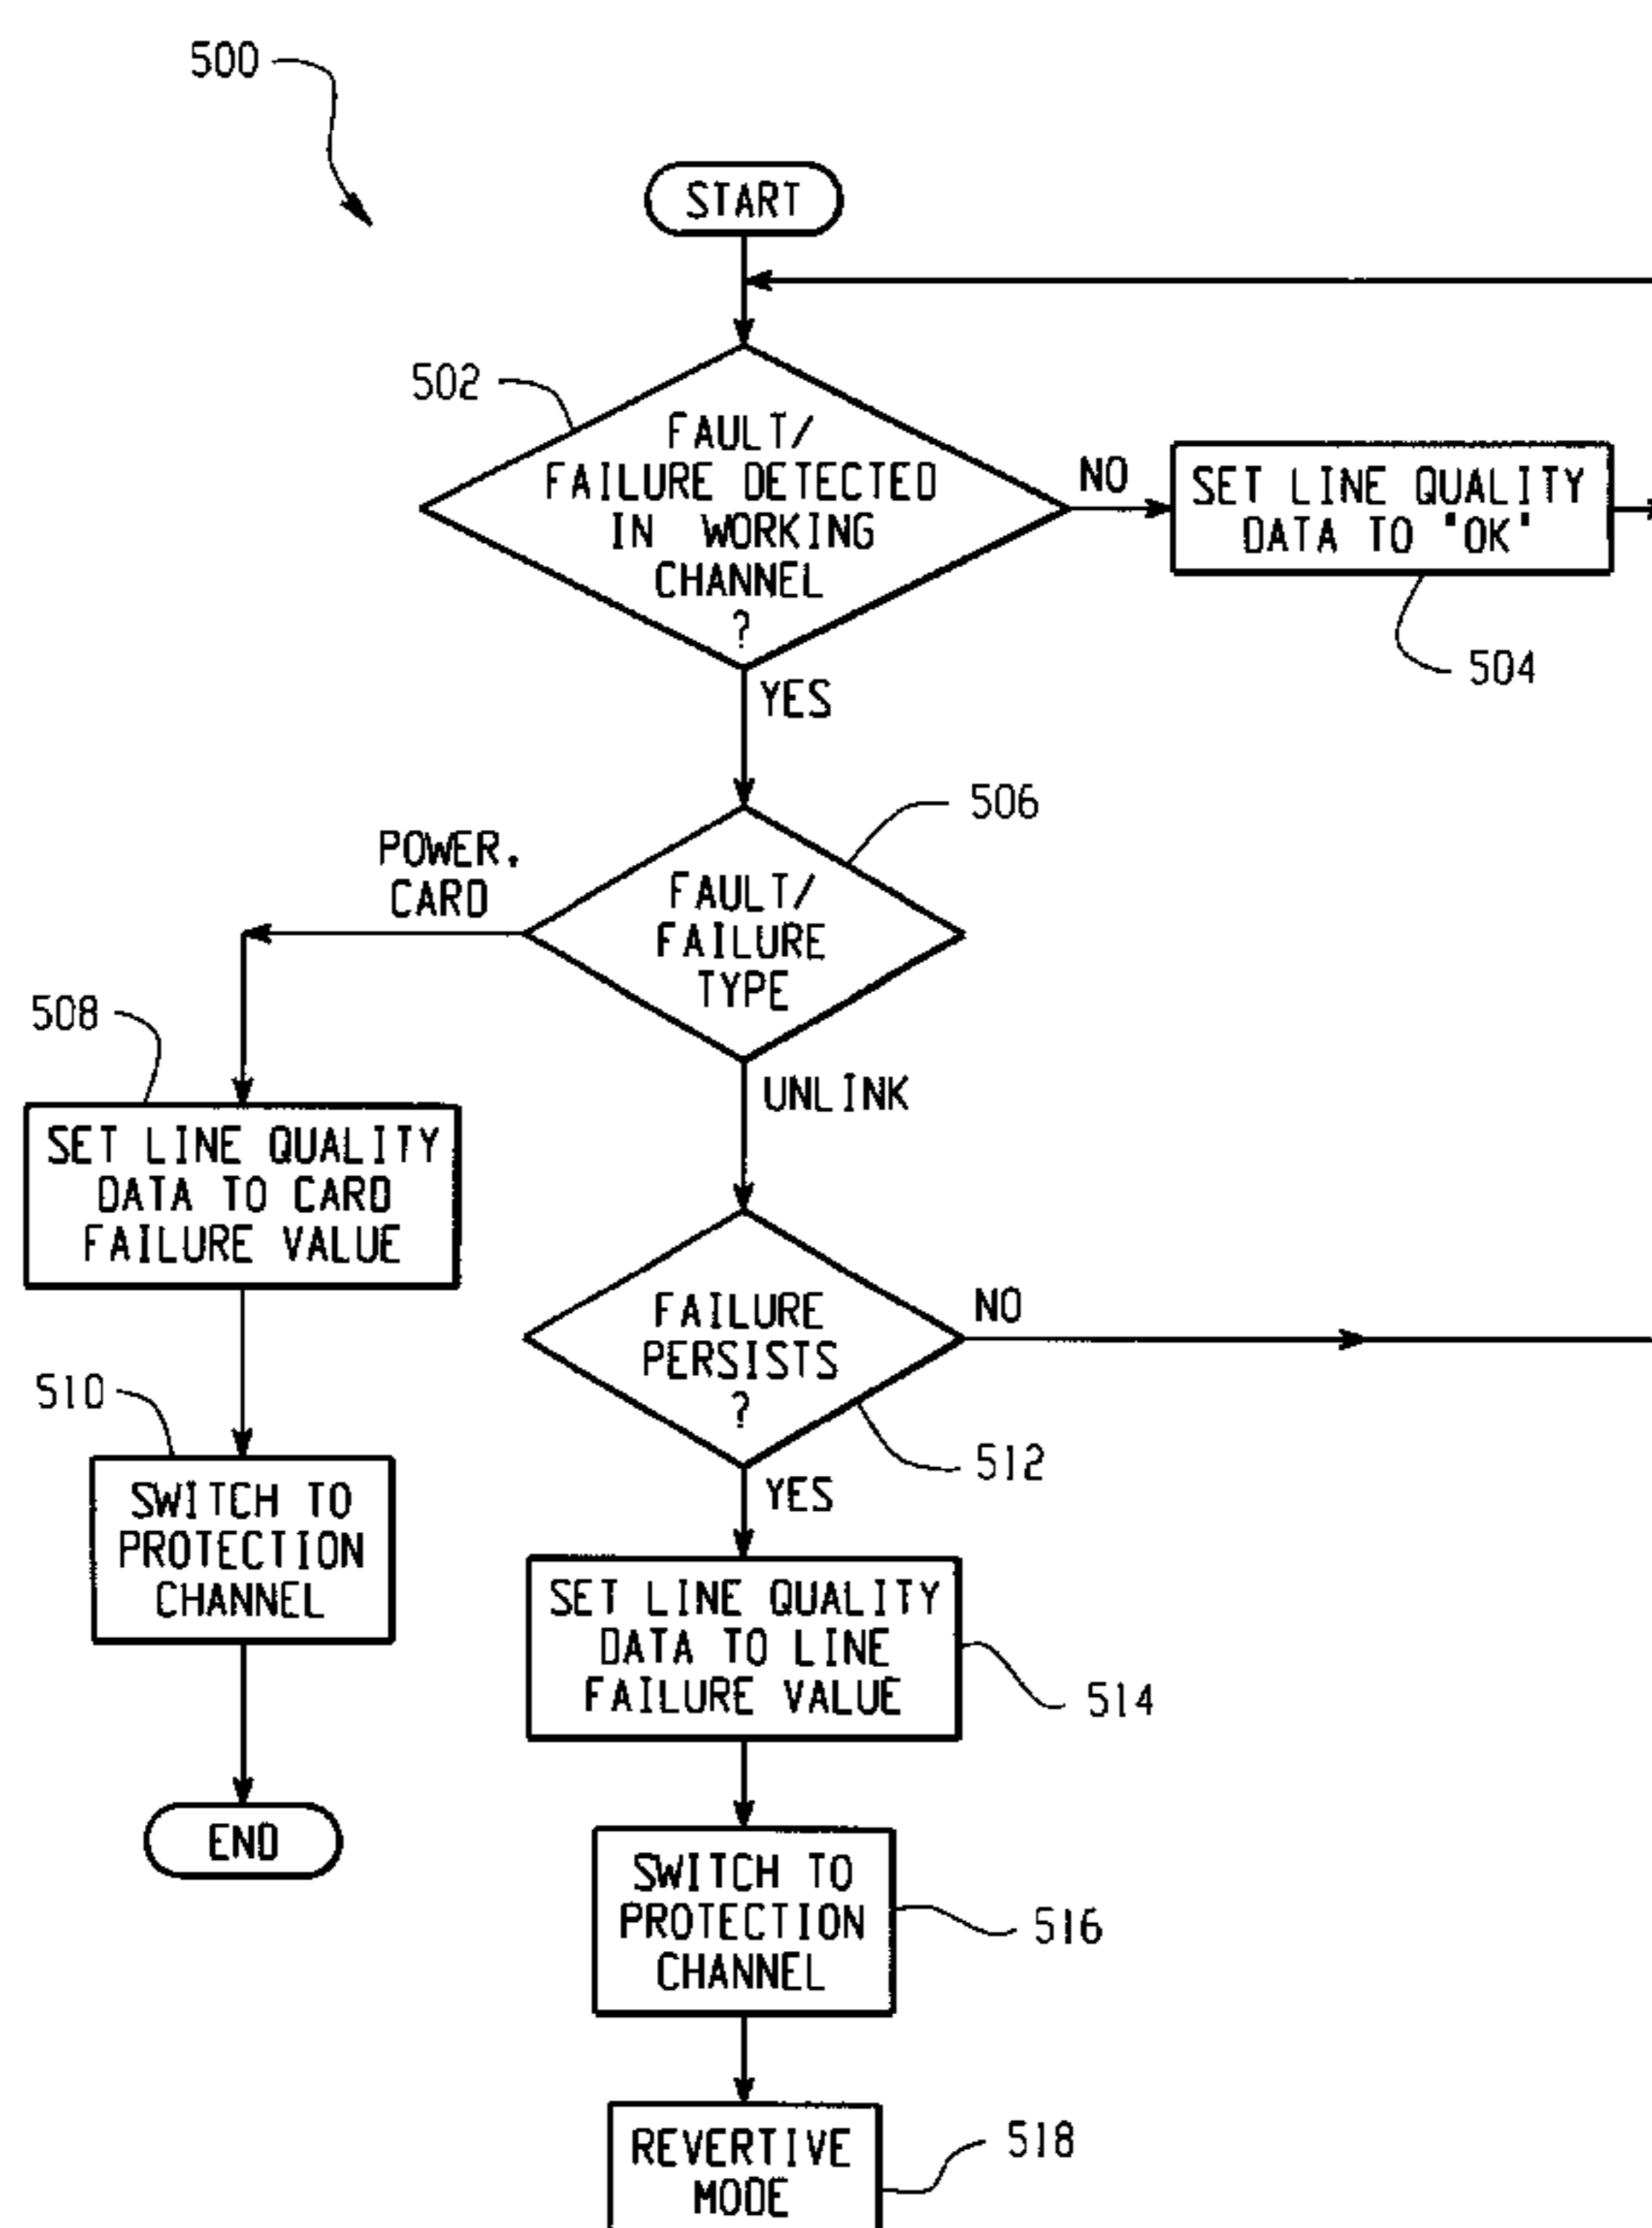 500
START
502
FAULT/
FAILURE DETECTED
IN WORKING
CHANNEL
?
NO
SET LINE QUALITY
DATA TO "OK"
504
YES
506
POWER,
CARD
FAULT/
FAILURE
TYPE
508
UNLINK
SET LINE QUALITY
DATA TO CARD
FAILURE VALUE
FAILURE
PERSISTS
?
NO
510
512
SWITCH TO
PROTECTION
CHANNEL
YES
SET LINE QUALITY
DATA TO LINE
FAILURE VALUE
514
END
SWITCH TO
PROTECTION
CHANNEL
516
REVERTIVE
MODE
518